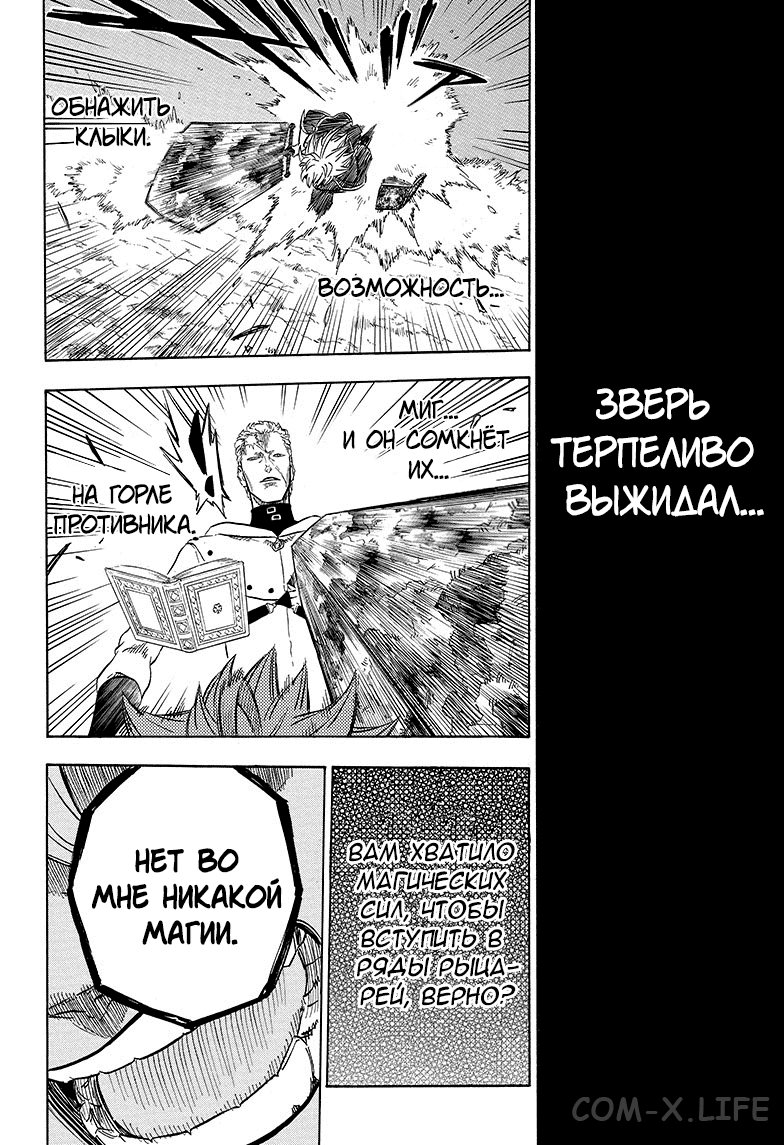 ЗВЕРЬ
ТЕРПЕЛИВО
ВЫЖИДАЛ...
ВОЗМОЖНОСТЬ...
ОБНАЖИТЬ
КЛЫКИ.
МИГ...
И ОН СОМКНЁТ
ИХ...
НА ГОРЛЕ
ПРОТИВНИКА.
ВАМ ХВАТИЛО
МАГИЧЕСКИХ
СИЛ, ЧТОБЫ
ВСТУПИТЬ В
РЯДЫ РЫЦА-
РЕЙ, ВЕРНО?
НЕТ ВО
МНЕ НИКАКОЙ
МАГИИ.
COM-X.LIFE